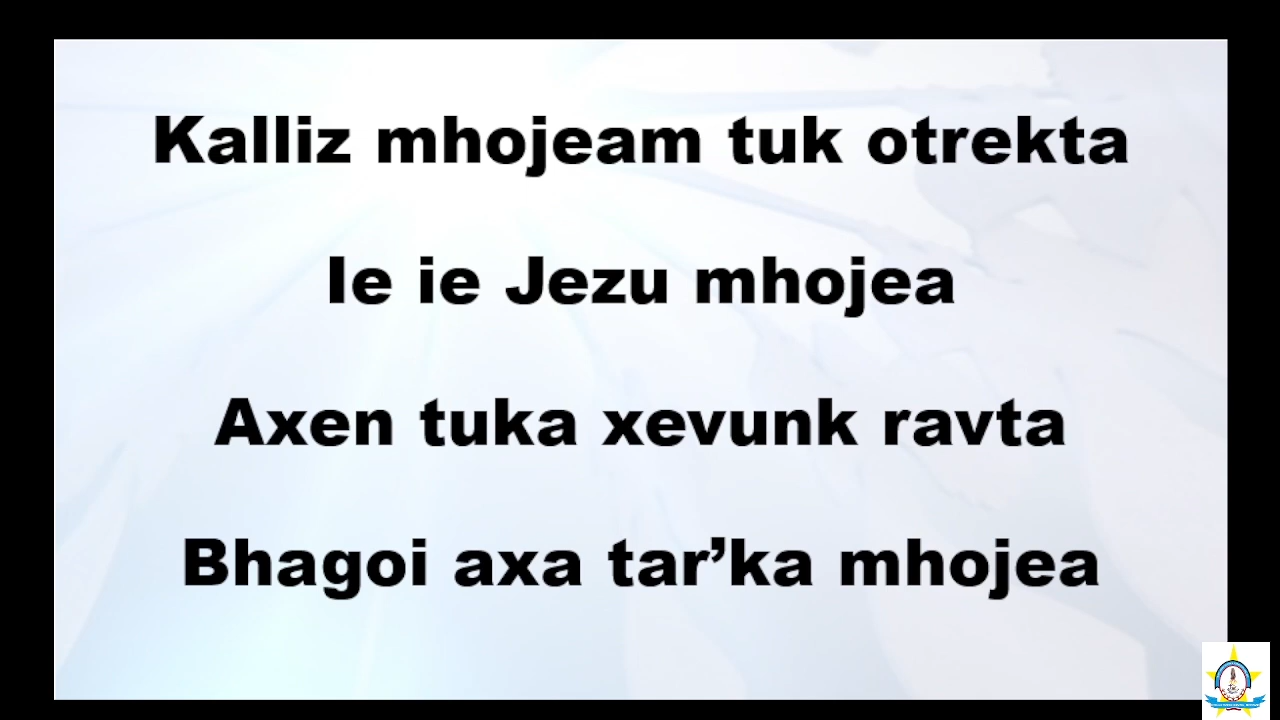 Kalliz mhojeam tuk otrekta
Ie ie Jezu mhojea
Axen tuka xevunk ravta
Bhagoi axa tar’ka mhojea